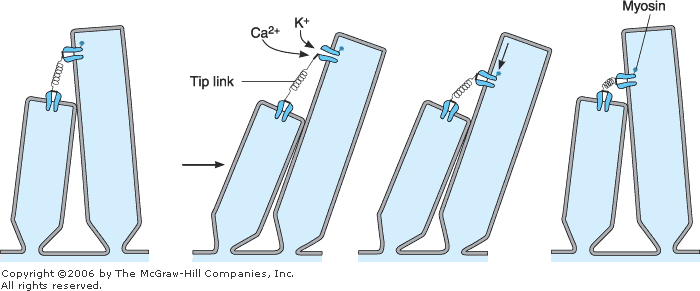 Myosin
K+
Ca2+
Tip link
Copyright ©2006 by The McGraw-Hill Companies, Inc.
All rights reserved.